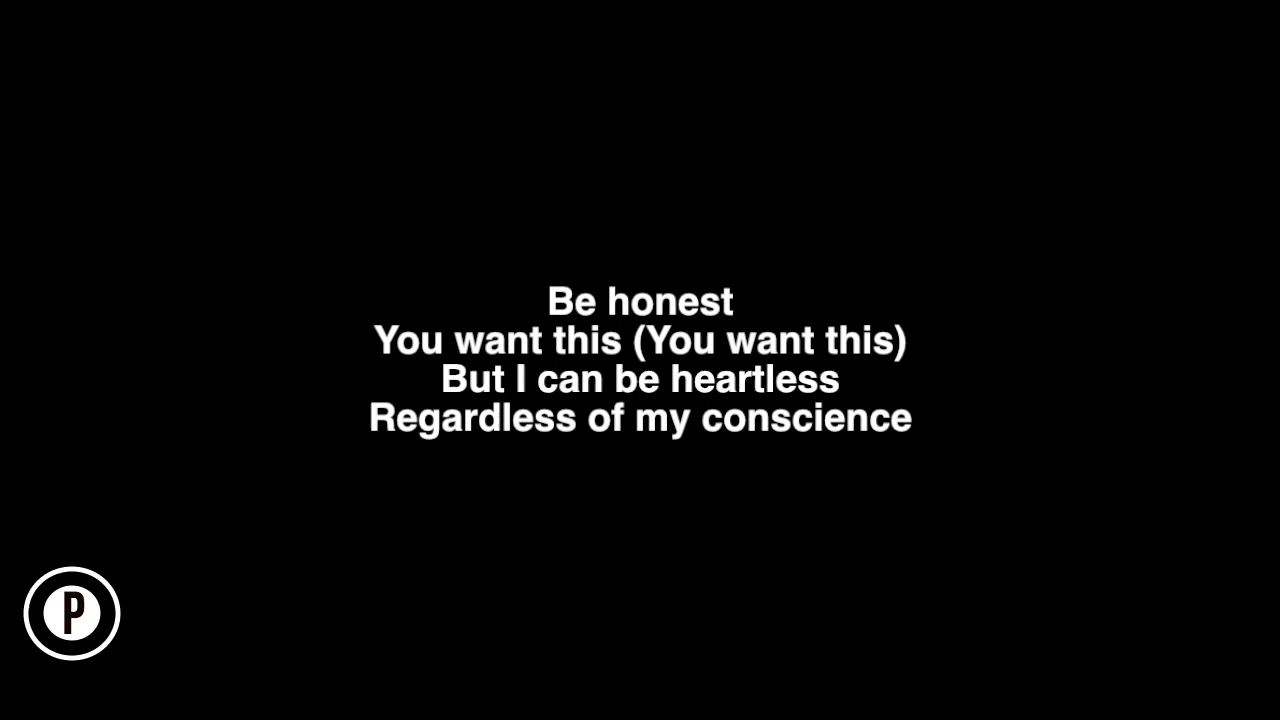 Be honest
You want this (You want this)
But I can be heartless
Regardless of my conscience
P